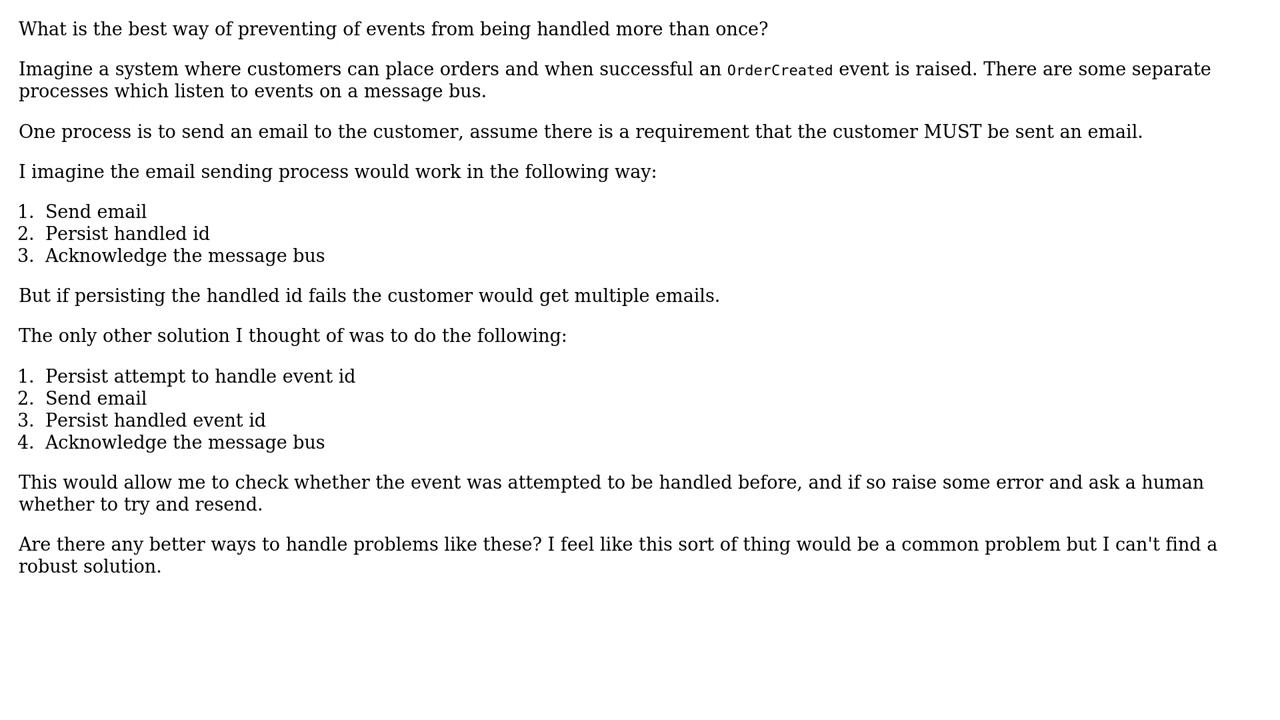 What is the best way of preventing of events from being handled more than once?
Imagine a system where customers can place orders and when successful an OrderCreated event is raised. There are some separate
processes which listen to events on a message bus.
One process is to send an email to the customer, assume there is a requirement that the customer MUST be sent an email.
I imagine the email sending process would work in the following way:
1. Send email
2. Persist handled id
3. Acknowledge the message bus
But if persisting the handled id fails the customer would get multiple emails.
The only other solution I thought of was to do the following:
1. Persist attempt to handle event id
2. Send email
3. Persist handled event id
4. Acknowledge the message bus
This would allow me to check whether the event was attempted to be handled before, and if so raise some error and ask a human
whether to try and resend.
Are there any better ways to handle problems like these? I feel like this sort of thing would be a common problem but I can't find a
robust solution.